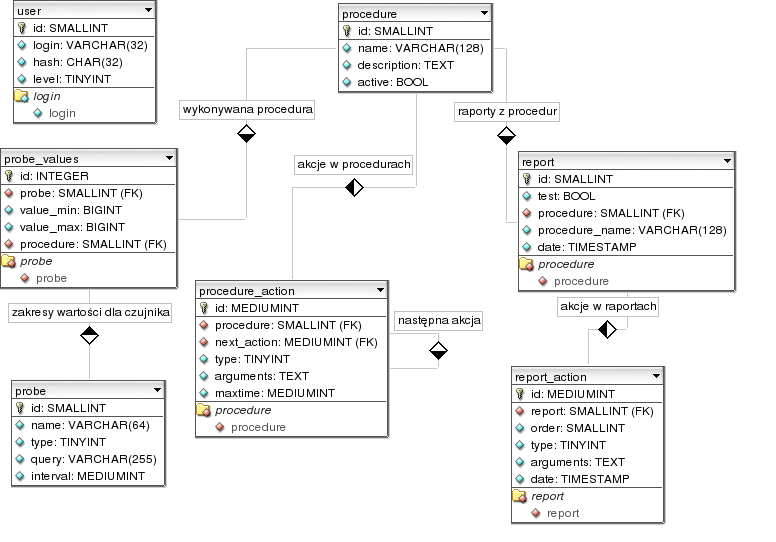 user
id: SMALLINT
login: VARCHAR(32)
hash: CHAR(32)
level: TINYINT
login
login
procedure
id: SMALLINT
name: VARCHAR(128)
description: TEXT
active: BOOL
wykonywana procedura
raporty z procedur
akcje w procedurach
probe_values
id: INTEGER
probe: SMALLINT (FK)
value_min: BIGINT
value_max: BIGINT
procedure: SMALLINT (FK)
probe
probe
report
id: SMALLINT
test: BOOL
procedure: SMALLINT (FK)
procedure_name: VARCHAR(128)
date: TIMESTAMP
procedure
procedure
zakresy wartości dla czujnika
procedure_action
id: MEDIUMINT
procedure: SMALLINT (FK)
next_action: MEDIUMINT (FK)
type: TINYINT
arguments: TEXT
maxtime: MEDIUMINT
procedure
procedure
następna akcja
akcje w raportach
probe
id: SMALLINT
name: VARCHAR(64)
type: TINYINT
query: VARCHAR(255)
interval: MEDIUMINT
report_action
id: MEDIUMINT
report: SMALLINT (FK)
order: SMALLINT
type: TINYINT
arguments: TEXT
date: TIMESTAMP
report
report